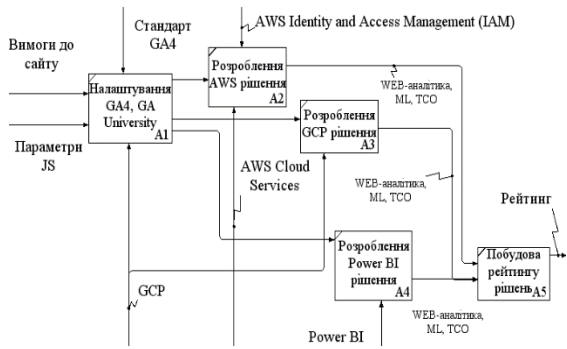 Стандарт
GA4
AWS Identity and Access Management (IAM)
Вимоги до
сайту
Налаштування
GA4, GA
University
A1
Розроблення
AWS рішення
A2
WEB-аналітика,
ML, TCO
Розроблення
GCP рішення
A3
Параметри
JS
AWS Cloud
Services
WEB-аналітика,
ML, TCO
Рейтинг
Розроблення
Power BI
рішення
A4
Побудова
рейтингу
рішень
A5
GCP
WEB-аналітика,
ML, TCO
Power BI